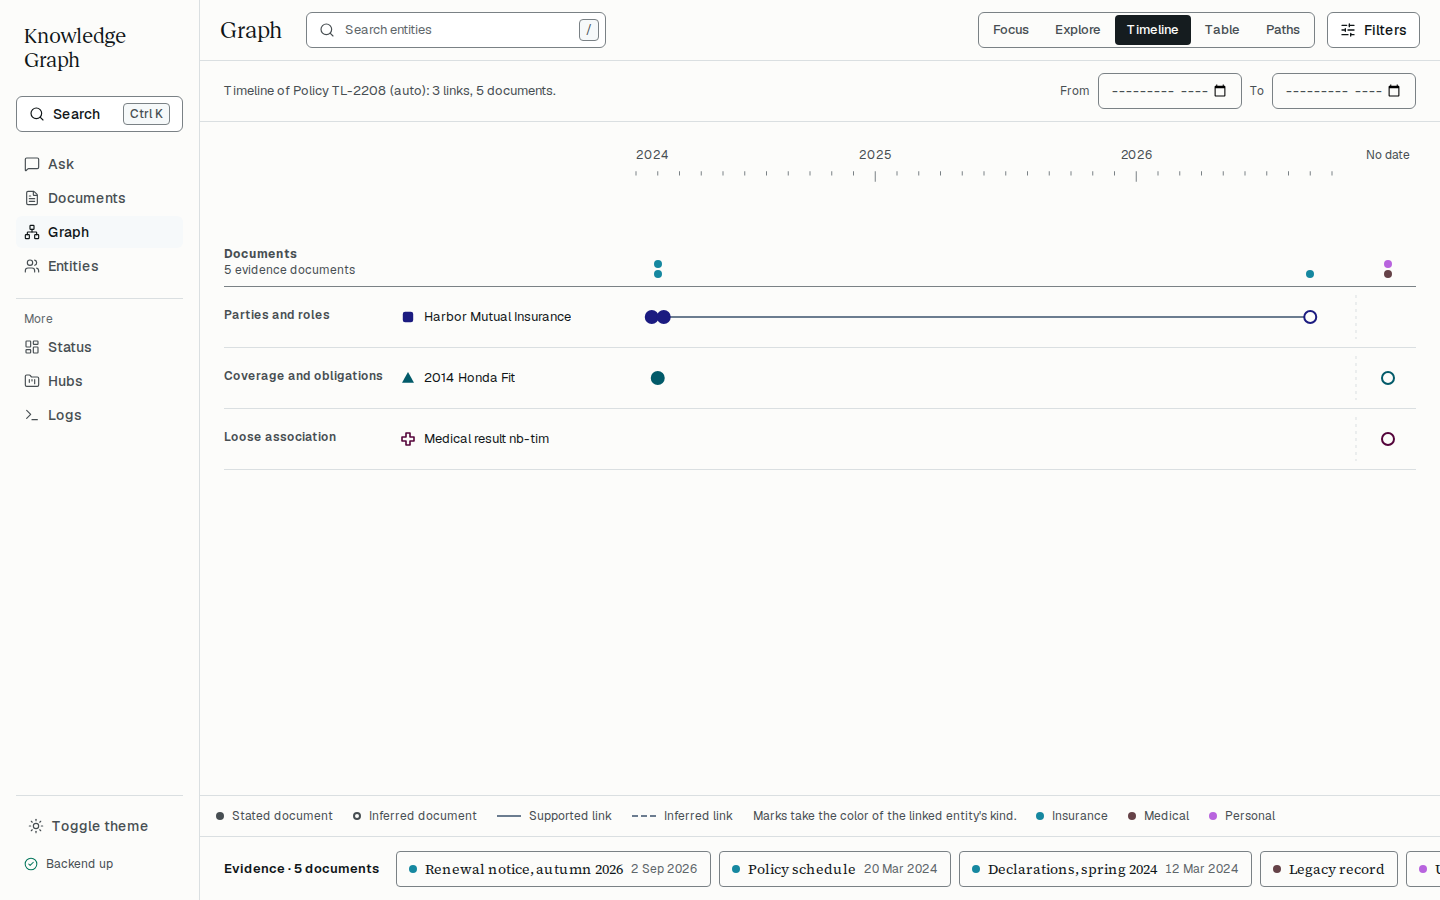 Knowledge
Graph
Search Ctrl K
Ask
Documents
Graph
Entities
More
Status
Hubs
Logs
Toggle theme
Backend up
Graph
Search entities /
Focus Explore Timeline Table Paths
Filters
Timeline of Policy TL-2208 (auto): 3 links, 5 documents.
From --------- ---- To --------- ----
2024 2025 2026 No date
Documents
5 evidence documents
Parties and roles Harbor Mutual Insurance
Coverage and obligations 2014 Honda Fit
Loose association Medical result nb-tim
Stated document Inferred document Supported link Inferred link Marks take the color of the linked entity's kind. Insurance Medical Personal
Evidence · 5 documents Renewal notice, autumn 2026 2 Sep 2026 Policy schedule 20 Mar 2024 Declarations, spring 2024 12 Mar 2024 Legacy record